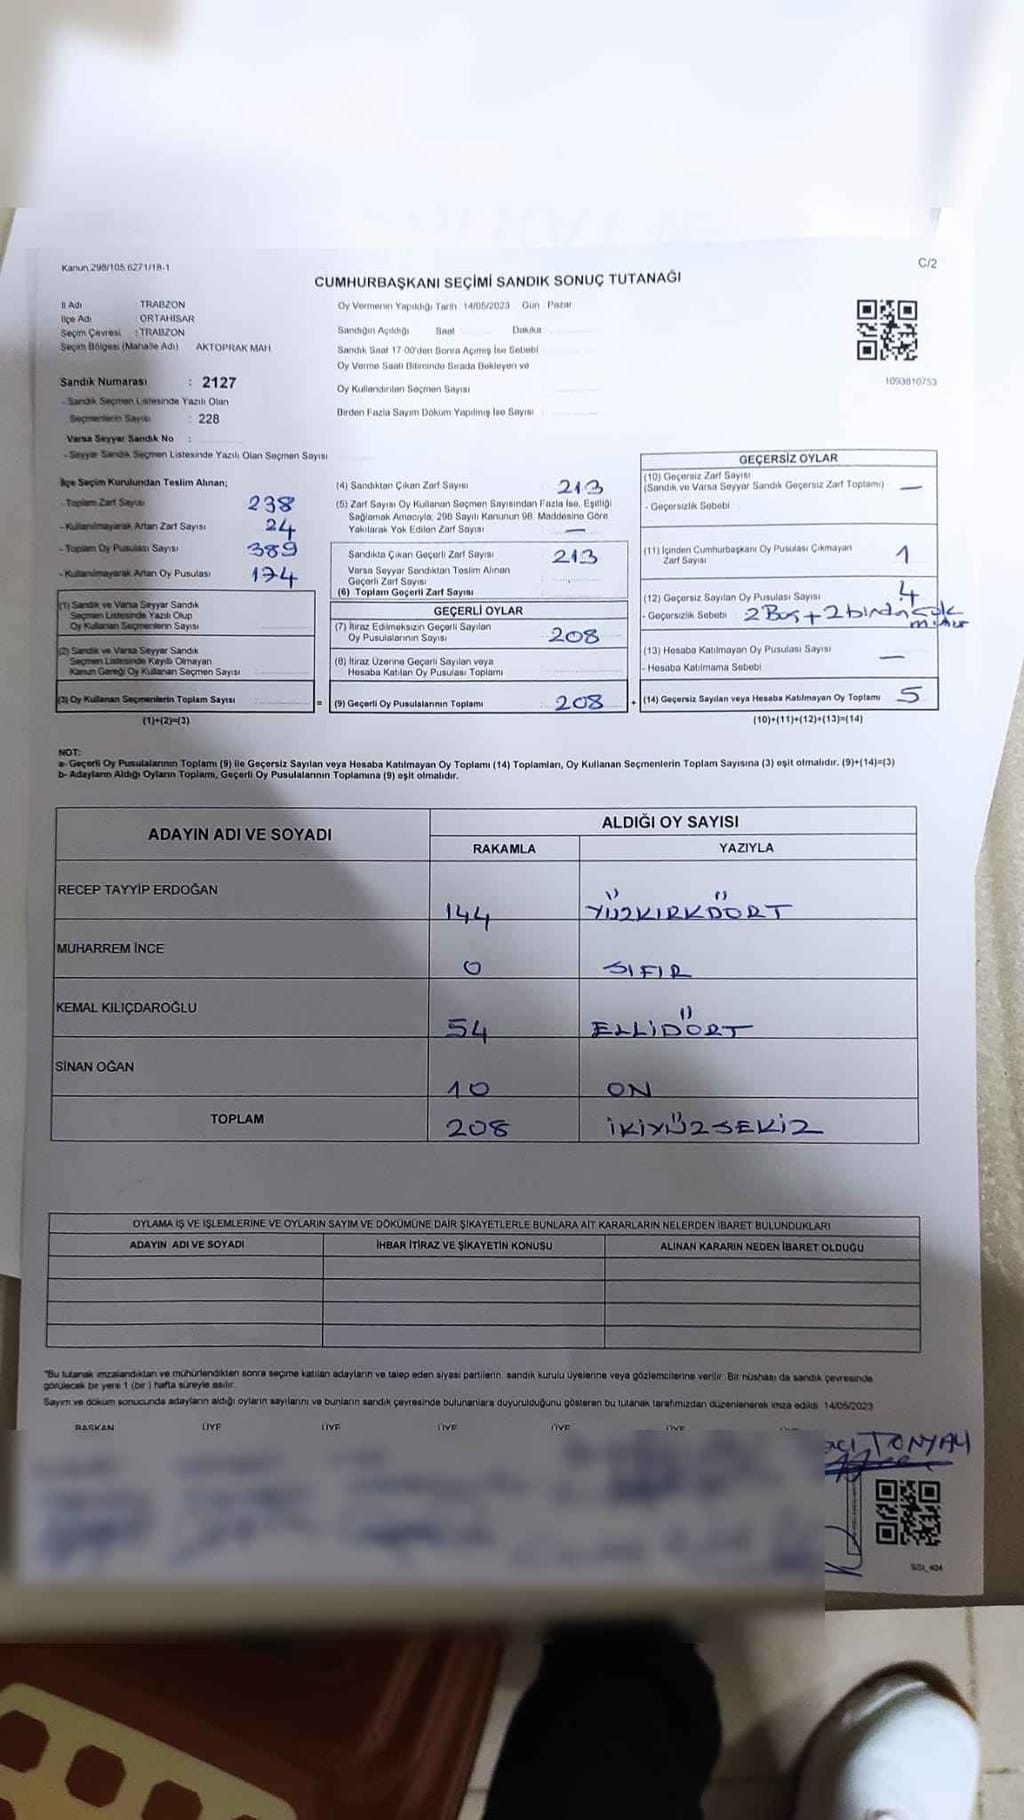 Kanun 298/105 6271/18-1
C/2
CUMHURBAŞKANI SEÇİMİ SANDIK SONUÇ TUTANAĞI
İl Adı : TRABZON
İlçe Adı : ORTAHİSAR
Seçim Çevresi : TRABZON
Seçim Bölgesi (Mahalle Adı) AKTOPRAK MAH
Sandık Numarası : 2127
- Sandık Seçmen Listesinde Yazılı Olan
Seçmenlerin Sayısı : 228
Varsa Seyyar Sandık No :
- Seyyar Sandık Seçmen Listesinde Yazılı Olan Seçmen Sayısı
Oy Vermenin Yapıldığı Tarih 14/05/2023 Gün Pazar
Sandığın Açıldığı Saat Dakika
Sandık Saat 17 00'den Sonra Açımış İse Sebebi
Oy Verme Saati Bitiminde Sırada Bekleyen ve
Oy Kullandırılan Seçmen Sayısı
Birden Fazla Sayım Döküm Yapılmış İse Sayısı
1093810753
İlçe Seçim Kurulundan Teslim Alınan;
- Toplam Zarf Sayısı 238
- Kullanılmayarak Artan Zarf Sayısı 24
- Toplam Oy Pusulası Sayısı 389
- Kullanılmayarak Artan Oy Pusulası 174
(1) Sandık ve Varsa Seyyar Sandık
Seçmen Listesinde Yazılı Olup
Oy Kullanan Seçmenlerin Sayısı
(2) Sandık ve Varsa Seyyar Sandık
Seçmen Listesinde Kayıtlı Olmayan
Kanun Gereği Oy Kullanan Seçmen Sayısı
(3) Oy Kullanan Seçmenlerin Toplam Sayısı =
(1)+(2)=(3)
(4) Sandıktan Çıkan Zarf Sayısı 213
(5) Zarf Sayısı Oy Kullanan Seçmen Sayısından Fazla İse, Eşitliği
Sağlamak Amacıyla, 298 Sayılı Kanunun 98. Maddesine Göre
Yakılarak Yok Edilen Zarf Sayısı —
Sandıkta Çıkan Geçerli Zarf Sayısı 213
Varsa Seyyar Sandıktan Teslim Alınan
Geçerli Zarf Sayısı
(6) Toplam Geçerli Zarf Sayısı
GEÇERLİ OYLAR
(7) İtiraz Edilmeksizin Geçerli Sayılan
Oy Pusulalarının Sayısı 208
(8) İtiraz Üzerine Geçerli Sayılan veya
Hesaba Katılan Oy Pusulası Toplamı
(9) Geçerli Oy Pusulalarının Toplamı 208 +
GEÇERSİZ OYLAR
(10) Geçersiz Zarf Sayısı
(Sandık ve Varsa Seyyar Sandık Geçersiz Zarf Toplamı) —
- Geçersizlik Sebebi
(11) İçinden Cumhurbaşkanı Oy Pusulası Çıkmayan
Zarf Sayısı 1
(12) Geçersiz Sayılan Oy Pusulası Sayısı 4
- Geçersizlik Sebebi 2 Boş + 2 birden çok
mühür
(13) Hesaba Katılmayan Oy Pusulası Sayısı —
- Hesaba Katılmama Sebebi
(14) Geçersiz Sayılan veya Hesaba Katılmayan Oy Toplamı 5
(10)+(11)+(12)+(13)=(14)
NOT:
a- Geçerli Oy Pusulalarının Toplamı (9) ile Geçersiz Sayılan veya Hesaba Katılmayan Oy Toplamı (14) Toplamları, Oy Kullanan Seçmenlerin Toplam Sayısına (3) eşit olmalıdır. (9)+(14)=(3)
b- Adayların Aldığı Oyların Toplamı, Geçerli Oy Pusulalarının Toplamına (9) eşit olmalıdır.
ADAYIN ADI VE SOYADI ALDIĞI OY SAYISI
RAKAMLA YAZIYLA
RECEP TAYYİP ERDOĞAN 144 YÜZKIRKDÖRT
MUHARREM İNCE 0 SIFIR
KEMAL KILIÇDAROĞLU 54 ELLİDÖRT
SİNAN OĞAN 10 ON
TOPLAM 208 İKİYÜZSEKİZ
OYLAMA İŞ VE İŞLEMLERİNE VE OYLARIN SAYIM VE DÖKÜMÜNE DAİR ŞİKAYETLERLE BUNLARA AİT KARARLARIN NELERDEN İBARET BULUNDUKLARI
ADAYIN ADI VE SOYADI İHBAR İTİRAZ VE ŞİKAYETİN KONUSU ALINAN KARARIN NEDEN İBARET OLDUĞU
"Bu tutanak imzalandıktan ve mühürlendikten sonra seçime katılan adayların ve talep eden siyasi partilerin sandık kurulu üyelerine veya gözlemcilerine verilir Bir nüshası da sandık çevresinde
görülecek bir yere 1 (bir) hafta süreyle asılır
Sayım ve döküm sonucunda adayların aldığı oyların sayılarını ve bunların sandık çevresinde bulunanlara duyurulduğunu gösteren bu tutanak tarafımızdan düzenlenerek imza edildi 14/05/2023
BAŞKAN ÜYE ÜYE ÜYE ÜYE ÜYE
TONYALI